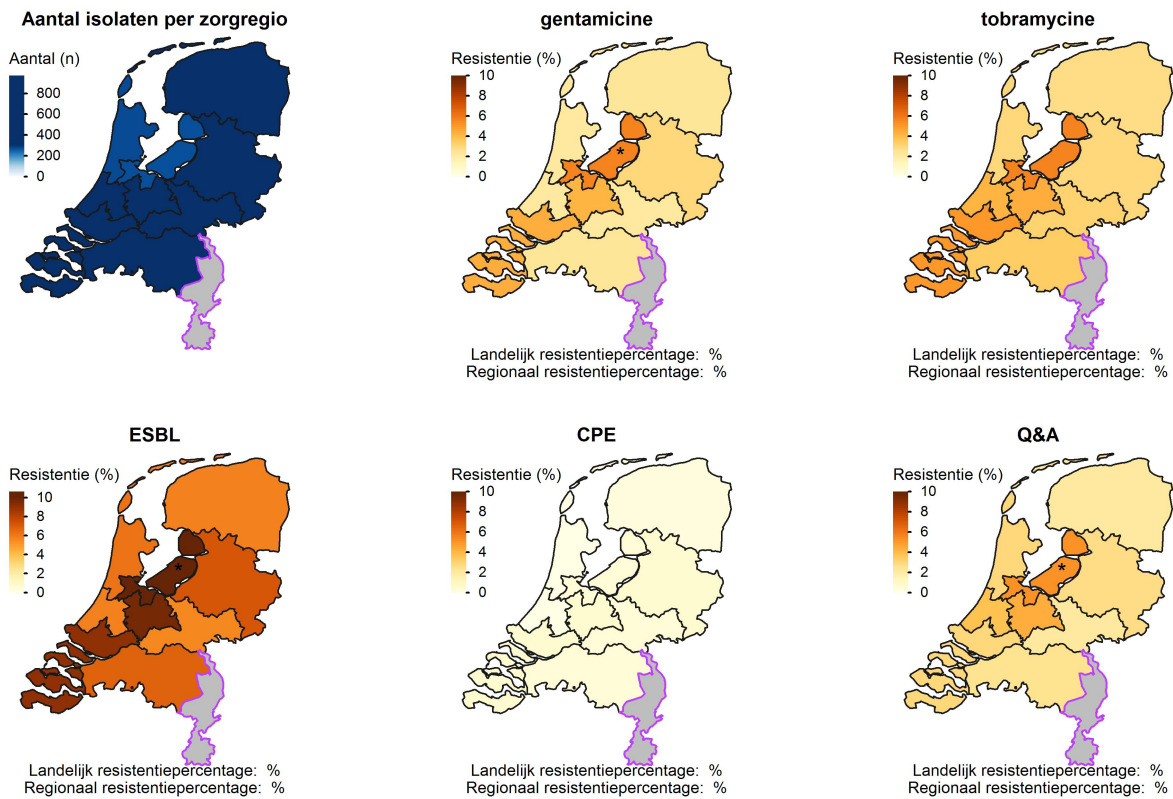 Aantal isolaten per zorgregio
Aantal (n)
800
600
400
200
0
gentamicine
Resistentie (%)
10
8
6
4
2
0
*
Landelijk resistentiepercentage: %
Regionaal resistentiepercentage: %
tobramycine
Resistentie (%)
10
8
6
4
2
0
Landelijk resistentiepercentage: %
Regionaal resistentiepercentage: %
ESBL
Resistentie (%)
10
8
6
4
2
0
*
Landelijk resistentiepercentage: %
Regionaal resistentiepercentage: %
CPE
Resistentie (%)
10
8
6
4
2
0
Landelijk resistentiepercentage: %
Regionaal resistentiepercentage: %
Q&A
Resistentie (%)
10
8
6
4
2
0
*
Landelijk resistentiepercentage: %
Regionaal resistentiepercentage: %